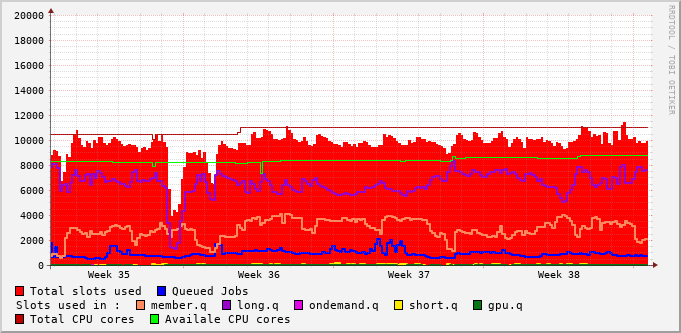 RRDTOOL / TOBI OETIKER
20000
18000
16000
14000
12000
10000
8000
6000
4000
2000
0
Week 35 Week 36 Week 37 Week 38
Total slots used Queued Jobs
Slots used in : member.q long.q ondemand.q short.q gpu.q
Total CPU cores Availale CPU cores